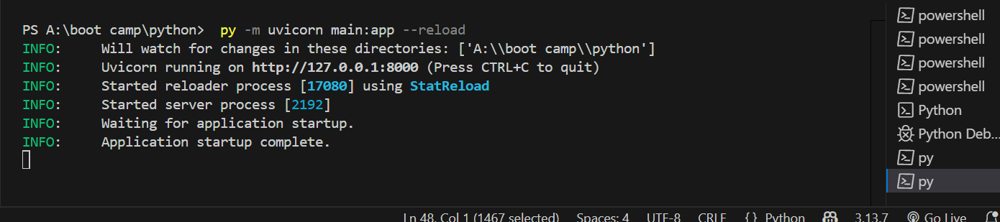 PS A:\boot camp\python>  py -m uvicorn main:app --reload
INFO:     Will watch for changes in these directories: ['A:\\boot camp\\python']
INFO:     Uvicorn running on http://127.0.0.1:8000 (Press CTRL+C to quit)
INFO:     Started reloader process [17080] using StatReload
INFO:     Started server process [2192]
INFO:     Waiting for application startup.
INFO:     Application startup complete.
powershell
powershell
powershell
powershell
Python
Python Deb...
py
py
Ln 48, Col 1 (1467 selected) Spaces: 4 UTF-8 CRLF {} Python 3.13.7 Go Live